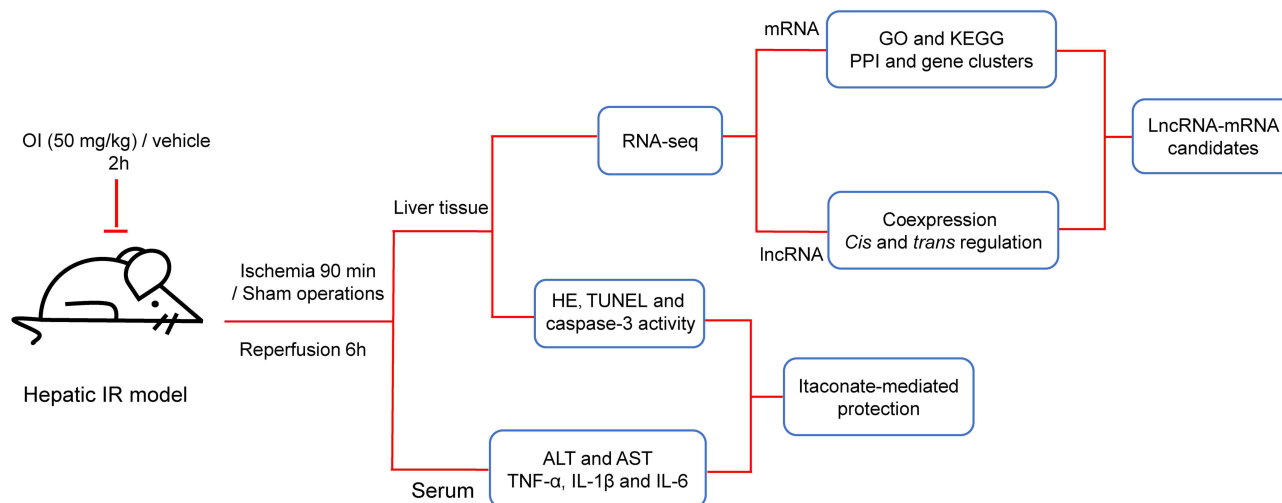 OI (50 mg/kg) / vehicle
2h
Hepatic IR model
Ischemia 90 min
/ Sham operations
Reperfusion 6h
Liver tissue
Serum
RNA-seq
HE, TUNEL and
caspase-3 activity
ALT and AST
TNF-α, IL-1β and IL-6
mRNA
lncRNA
GO and KEGG
PPI and gene clusters
Coexpression
Cis and trans regulation
LncRNA-mRNA
candidates
Itaconate-mediated
protection